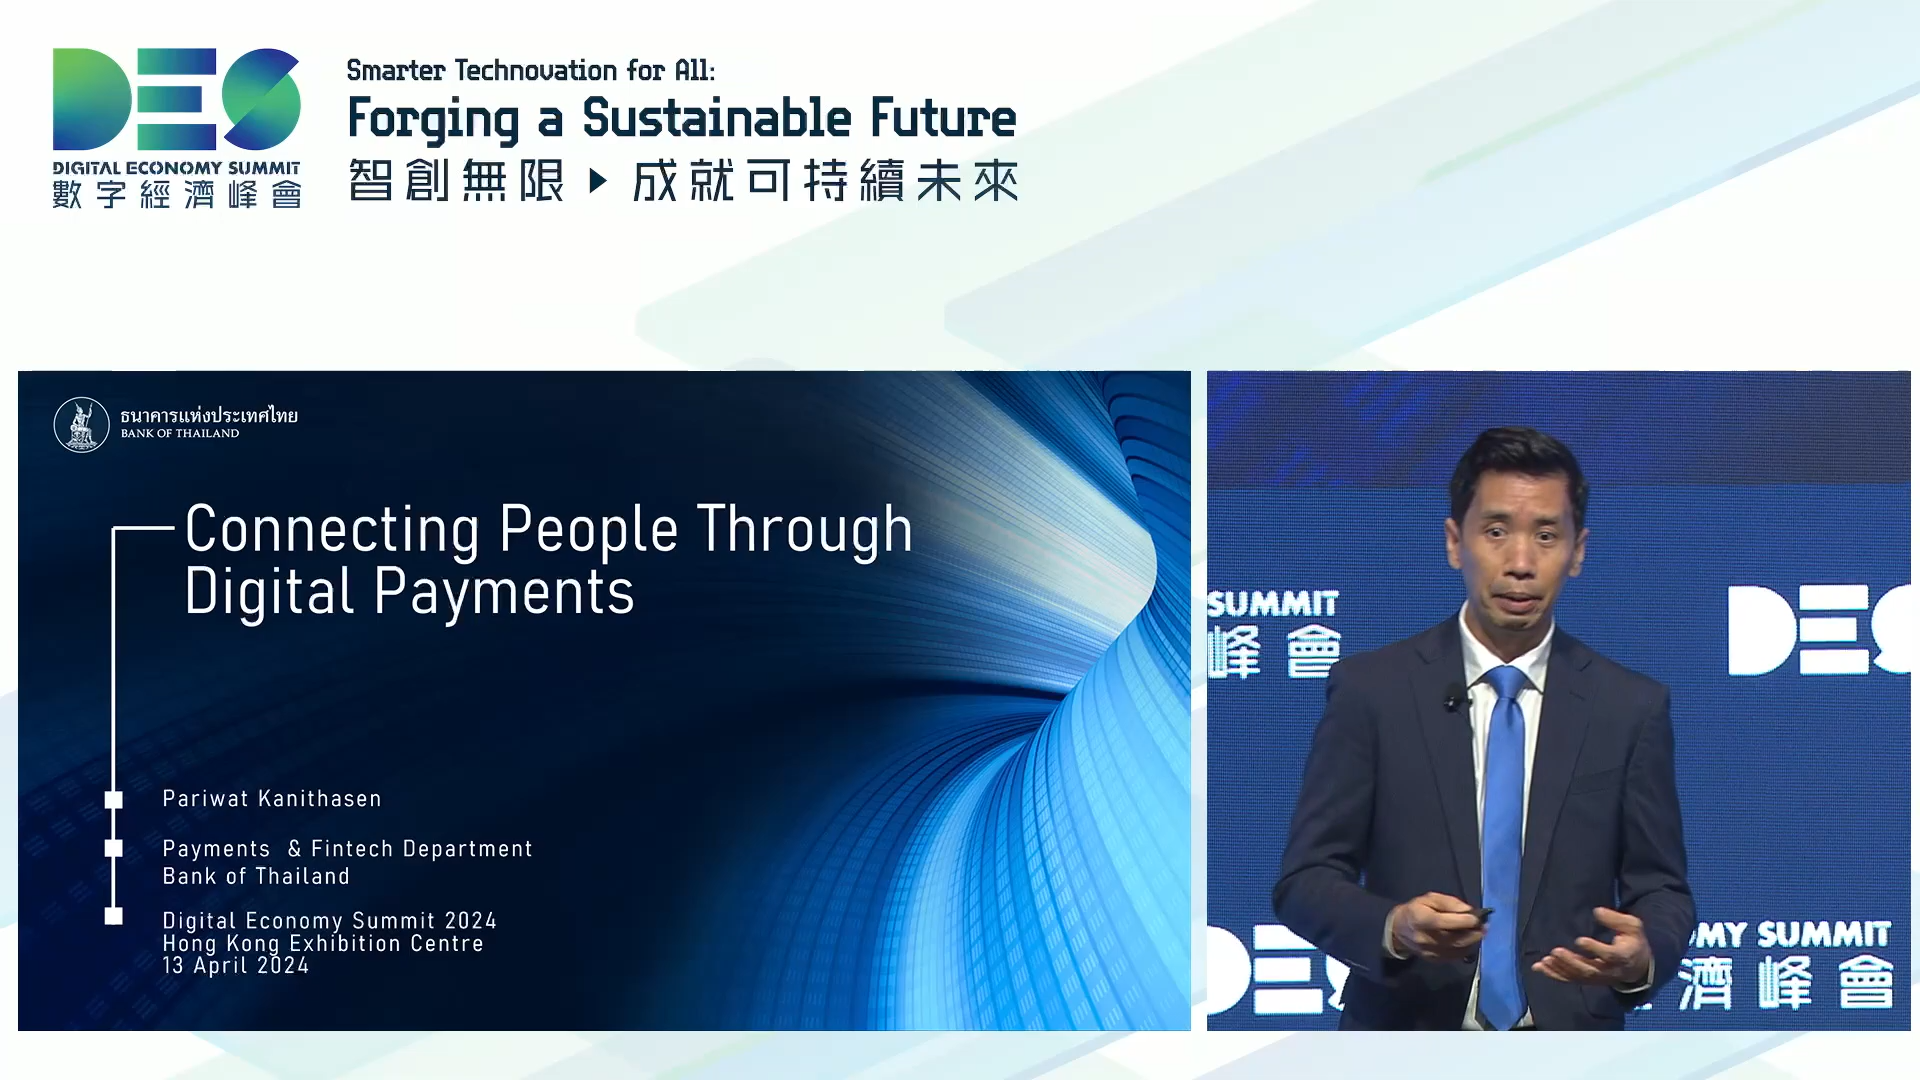 DES
DIGITAL ECONOMY SUMMIT
數字經濟峰會
Smarter Technovation for All:
Forging a Sustainable Future
智創無限 ▶ 成就可持續未來
ธนาคารแห่งประเทศไทย
BANK OF THAILAND
Connecting People Through
Digital Payments
Pariwat Kanithasen
Payments & Fintech Department
Bank of Thailand
Digital Economy Summit 2024
Hong Kong Exhibition Centre
13 April 2024
SUMMIT
峰會
DES
DES
MY SUMMIT
濟峰會